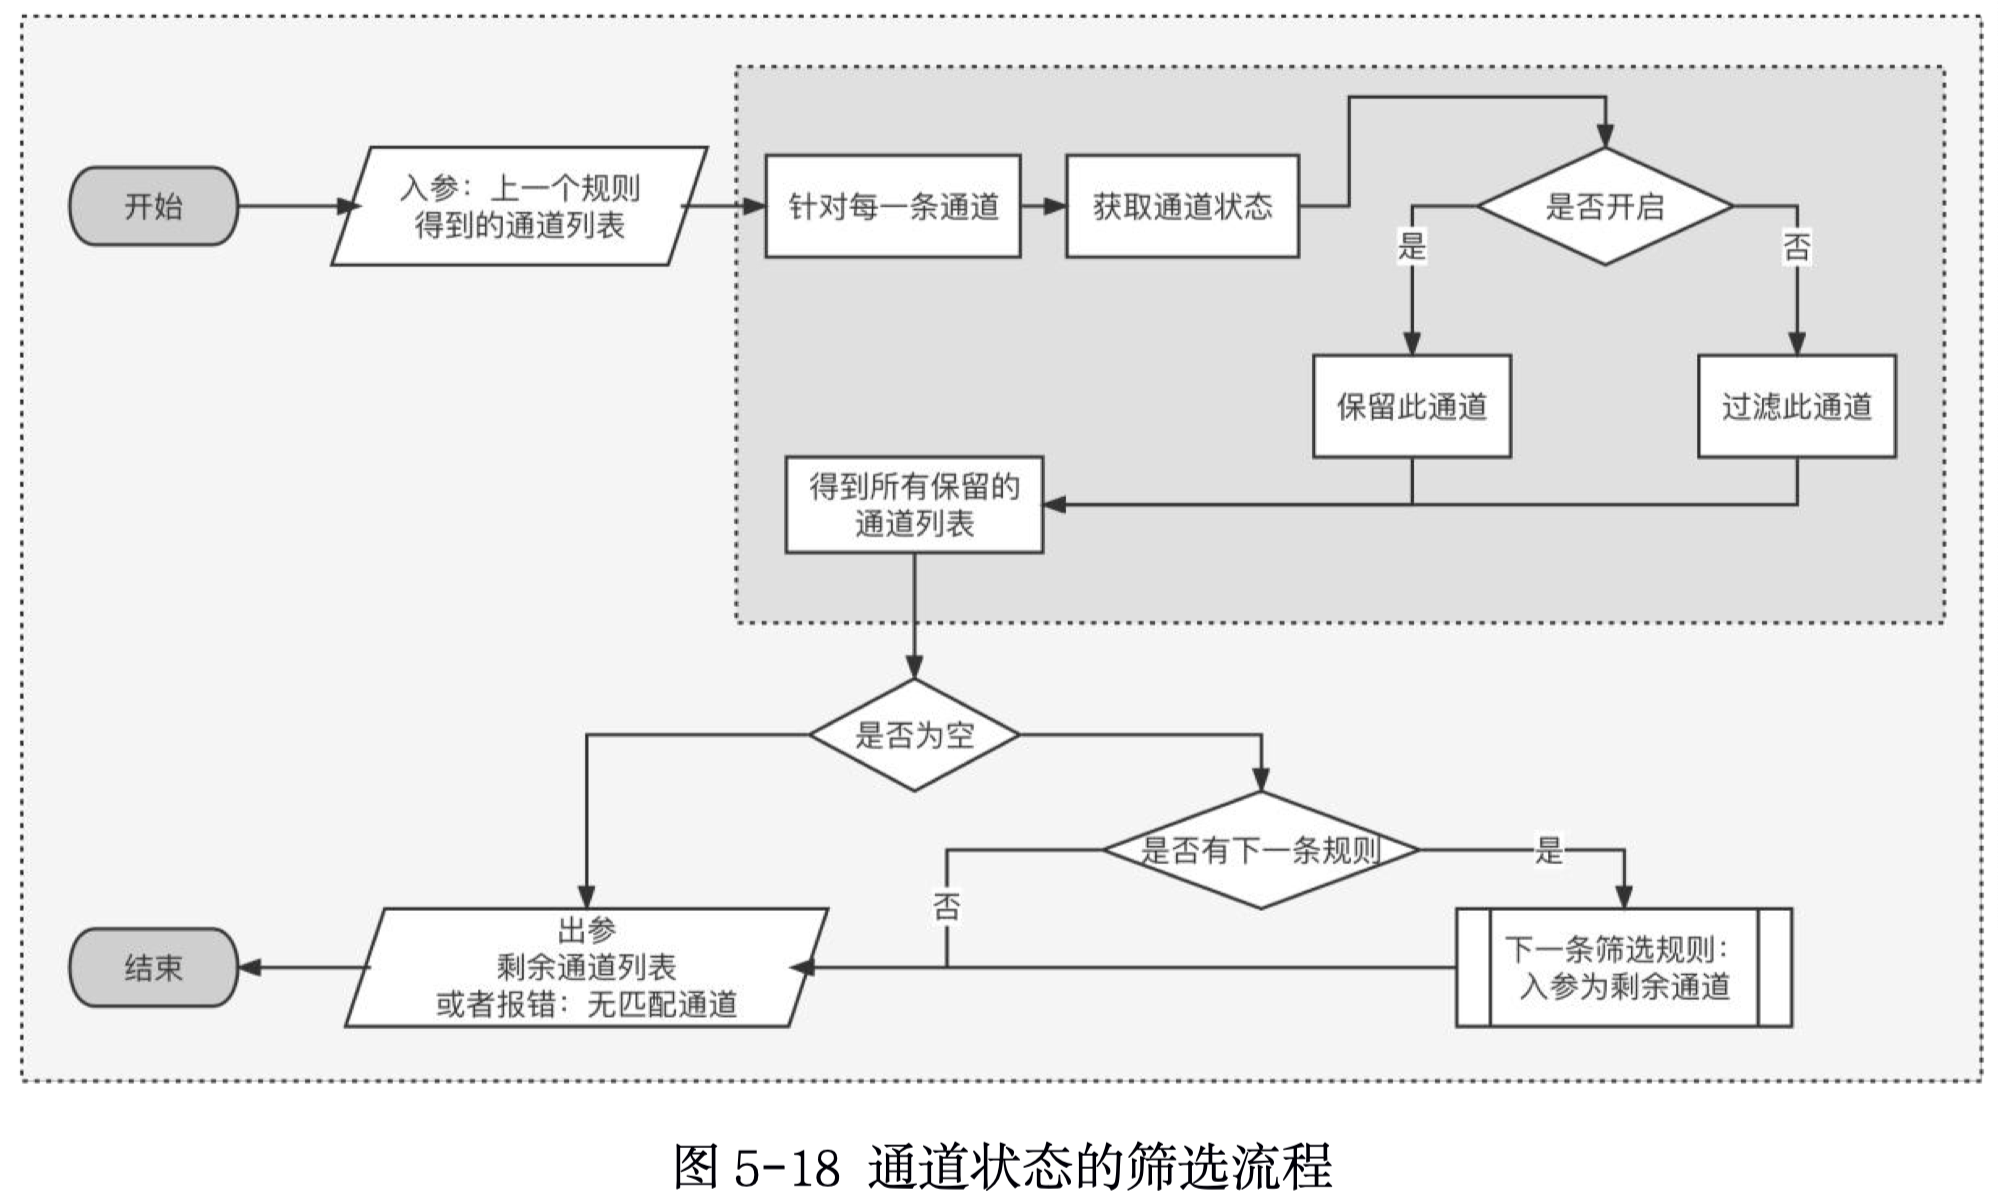 开始
入参：上一个规则
得到的通道列表
针对每一条通道
获取通道状态
是否开启
是
否
保留此通道
过滤此通道
得到所有保留的
通道列表
是否为空
是否有下一条规则
是
否
下一条筛选规则：
入参为剩余通道
出参
剩余通道列表
或者报错：无匹配通道
结束
图 5-18 通道状态的筛选流程